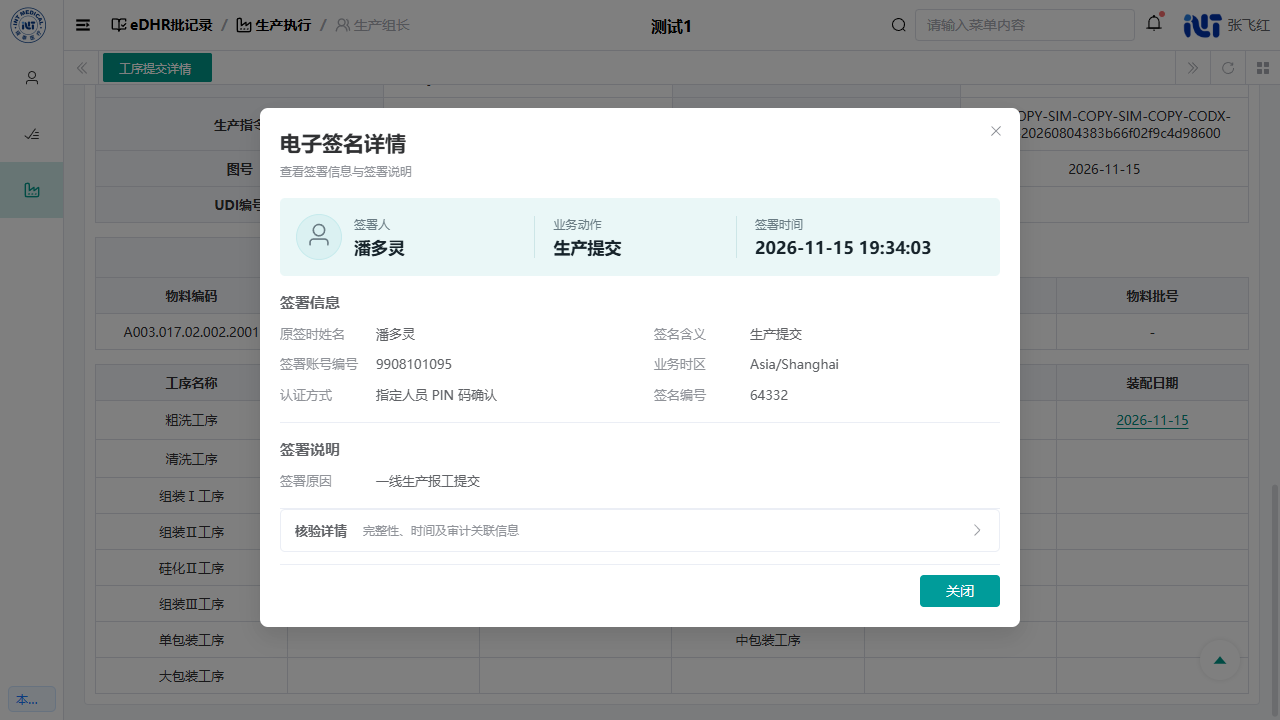 eDHR批记录 / 生产执行 / 生产组长
测试1
请输入菜单内容
张飞红
工序提交详情
生产指令
OPY-SIM-COPY-SIM-COPY-CODX-
20260804383b66f02f9c4d98600
图号
2026-11-15
UDI编号
物料编码
物料批号
A003.017.02.002.2001
-
工序名称
装配日期
粗洗工序
2026-11-15
清洗工序
组装Ⅰ工序
组装Ⅱ工序
硅化Ⅱ工序
组装Ⅲ工序
单包装工序
中包装工序
大包装工序
本...
电子签名详情
查看签署信息与签署说明
签署人
潘多灵
业务动作
生产提交
签署时间
2026-11-15 19:34:03
签署信息
原签时姓名 潘多灵
签名含义 生产提交
签署账号编号 9908101095
业务时区 Asia/Shanghai
认证方式 指定人员 PIN 码确认
签名编号 64332
签署说明
签署原因 一线生产报工提交
核验详情 完整性、时间及审计关联信息
关闭